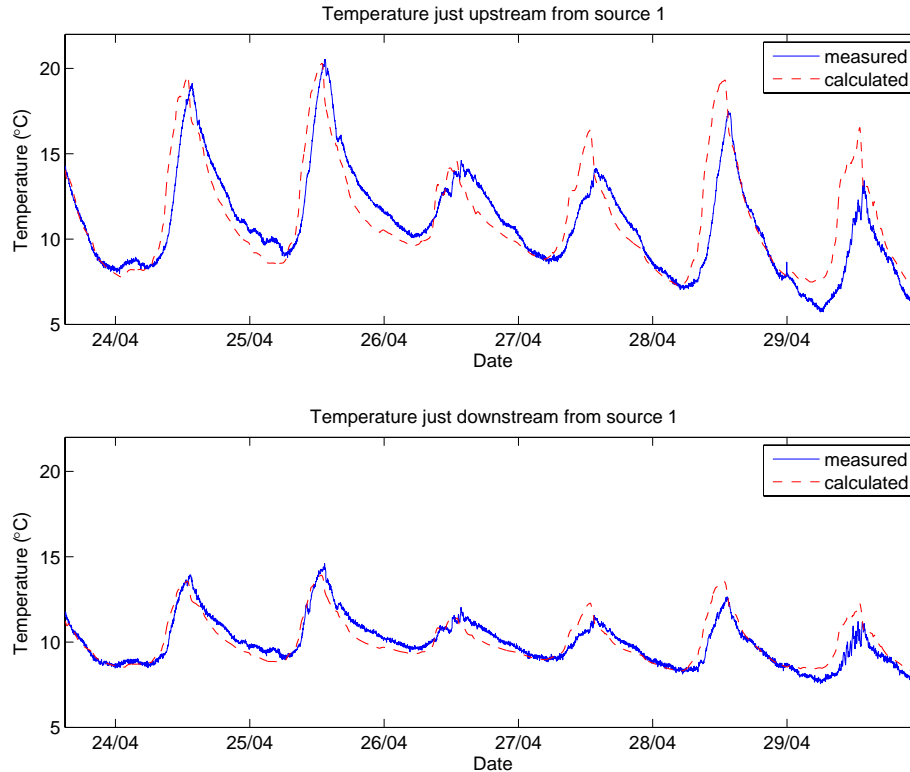 Temperature just upstream from source 1
20
15
10
5
Temperature (°C)
measured
calculated
24/04 25/04 26/04 27/04 28/04 29/04
Date
Temperature just downstream from source 1
20
15
10
5
Temperature (°C)
measured
calculated
24/04 25/04 26/04 27/04 28/04 29/04
Date